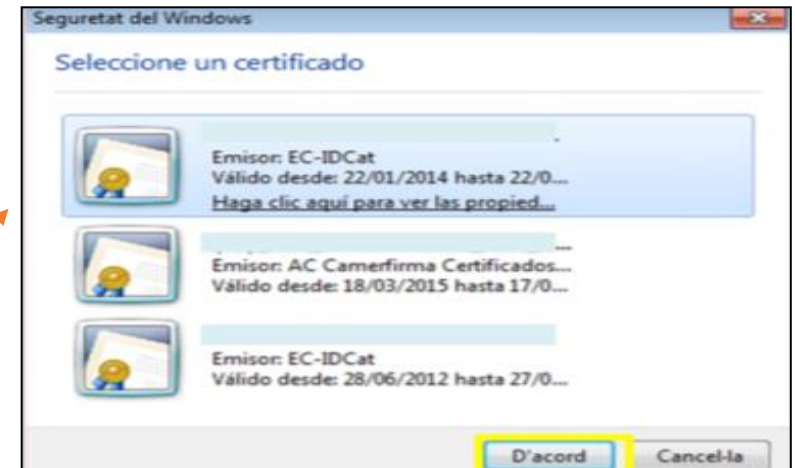 Seguretat del Windows
Seleccione un certificado
Emisor: EC-IDCat
Válido desde: 22/01/2014 hasta 22/0...
Haga clic aquí para ver las propied...
Emisor: AC Camerfirma Certificados...
Válido desde: 18/03/2015 hasta 17/0...
Emisor: EC-IDCat
Válido desde: 28/06/2012 hasta 27/0...
D'acord
Cancel·la